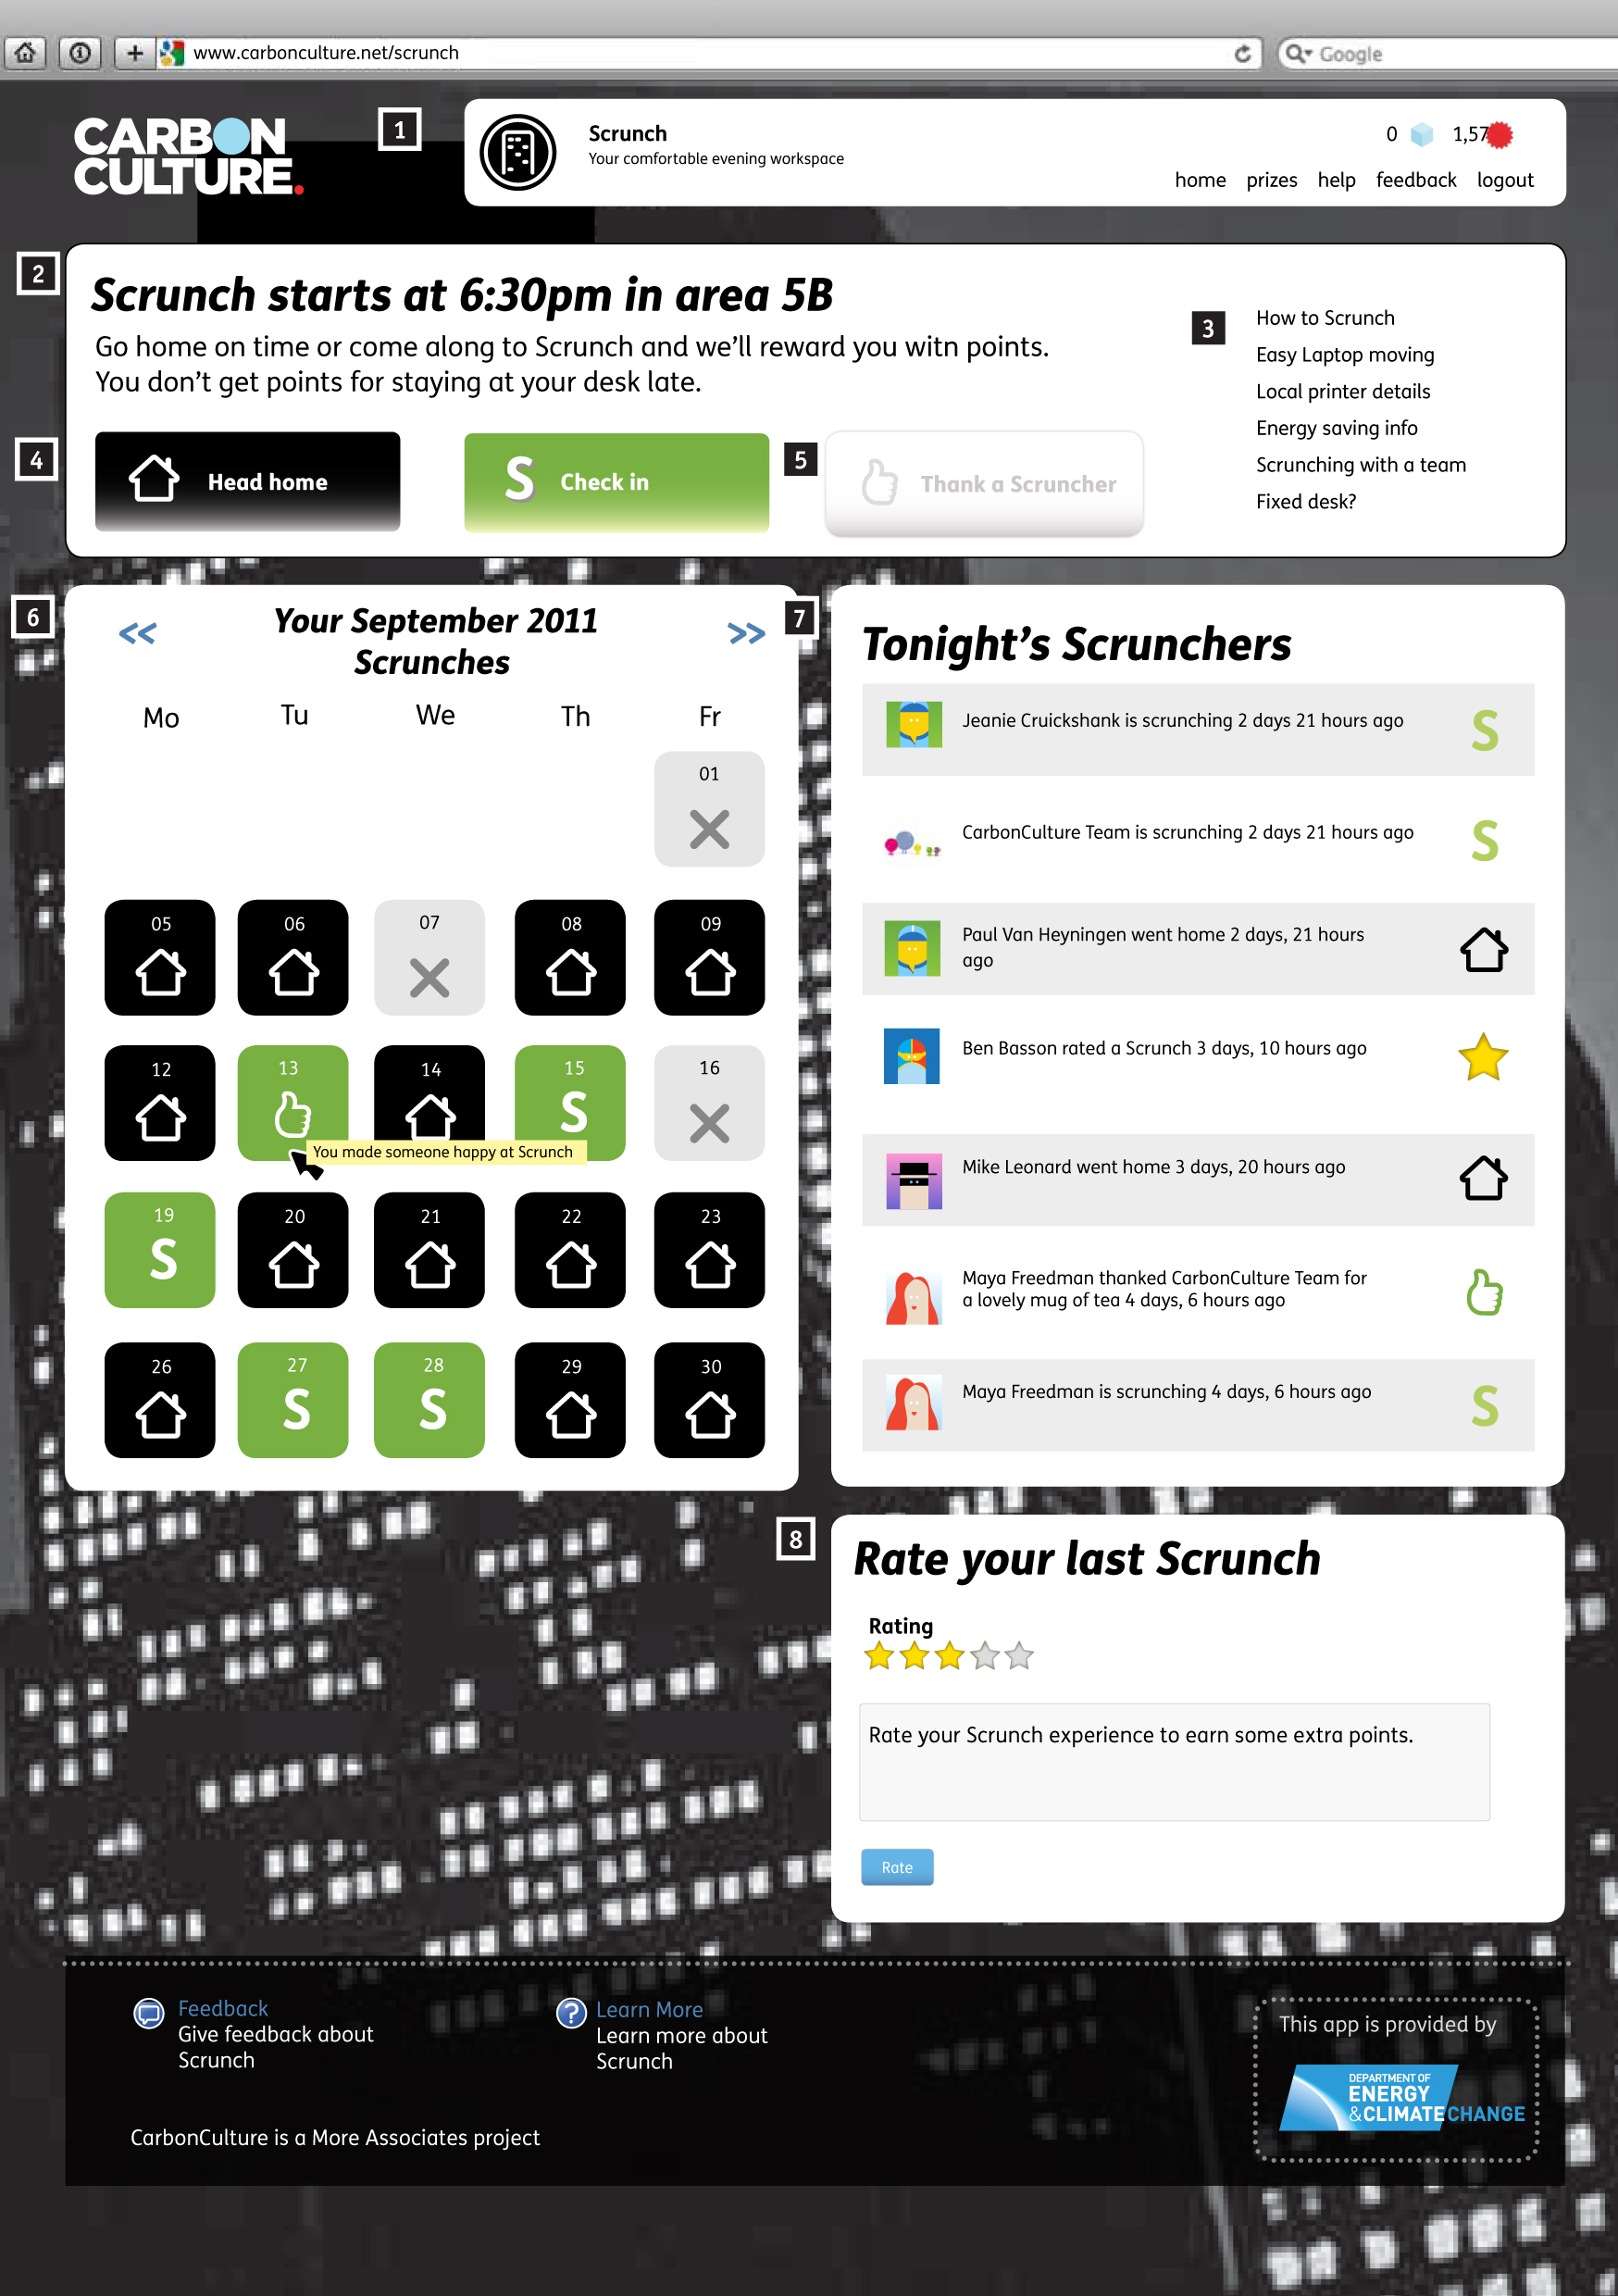 www.carbonculture.net/scrunch
Google
CARBON
CULTURE.
1
Scrunch
Your comfortable evening workspace
0
1,57
home prizes help feedback logout
2
Scrunch starts at 6:30pm in area 5B
Go home on time or come along to Scrunch and we'll reward you witn points.
You don't get points for staying at your desk late.
3
How to Scrunch
Easy Laptop moving
Local printer details
Energy saving info
Scrunching with a team
Fixed desk?
4
Head home
S Check in
5
Thank a Scruncher
6
<<
Your September 2011
Scrunches
>>
Mo Tu We Th Fr
01
05 06 07 08 09
12 13 14 15 16
S
You made someone happy at Scrunch
19 20 21 22 23
S
26 27 28 29 30
S S
7
Tonight's Scrunchers
Jeanie Cruickshank is scrunching 2 days 21 hours ago
S
CarbonCulture Team is scrunching 2 days 21 hours ago
S
Paul Van Heyningen went home 2 days, 21 hours
ago
Ben Basson rated a Scrunch 3 days, 10 hours ago
Mike Leonard went home 3 days, 20 hours ago
Maya Freedman thanked CarbonCulture Team for
a lovely mug of tea 4 days, 6 hours ago
Maya Freedman is scrunching 4 days, 6 hours ago
S
8
Rate your last Scrunch
Rating
Rate your Scrunch experience to earn some extra points.
Rate
Feedback
Give feedback about
Scrunch
?
Learn More
Learn more about
Scrunch
CarbonCulture is a More Associates project
This app is provided by
DEPARTMENT OF
ENERGY
&CLIMATE CHANGE